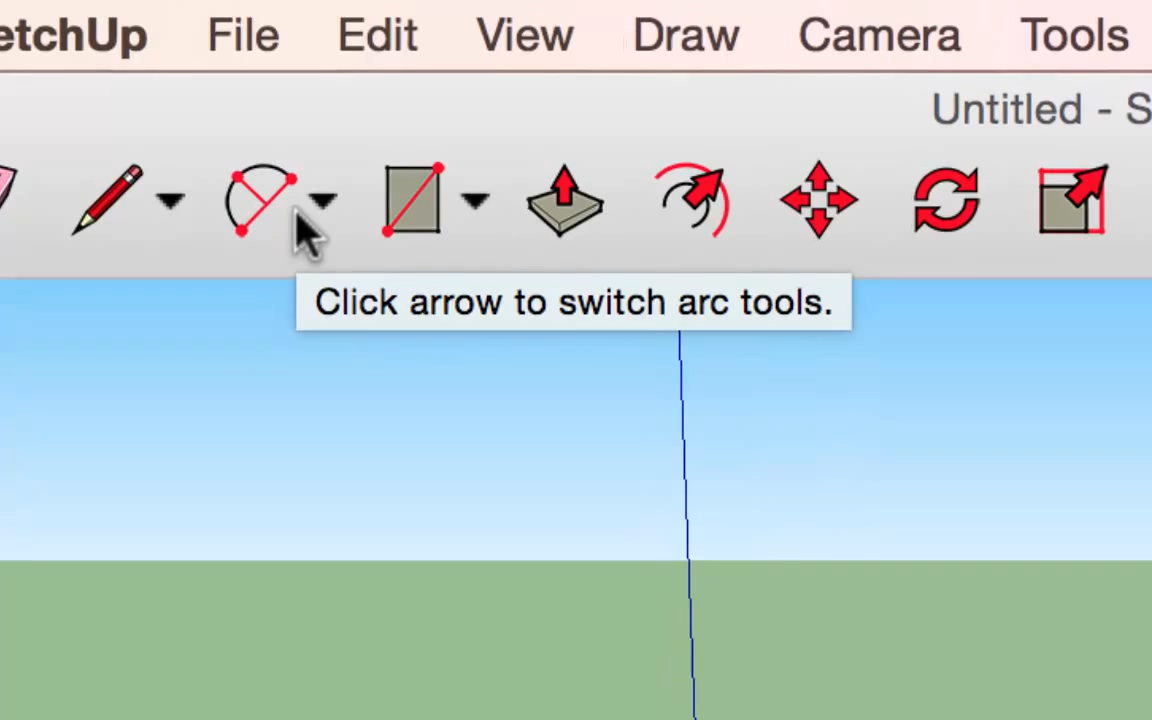 etchUp File Edit View Draw Camera Tools
Untitled - S
Click arrow to switch arc tools.